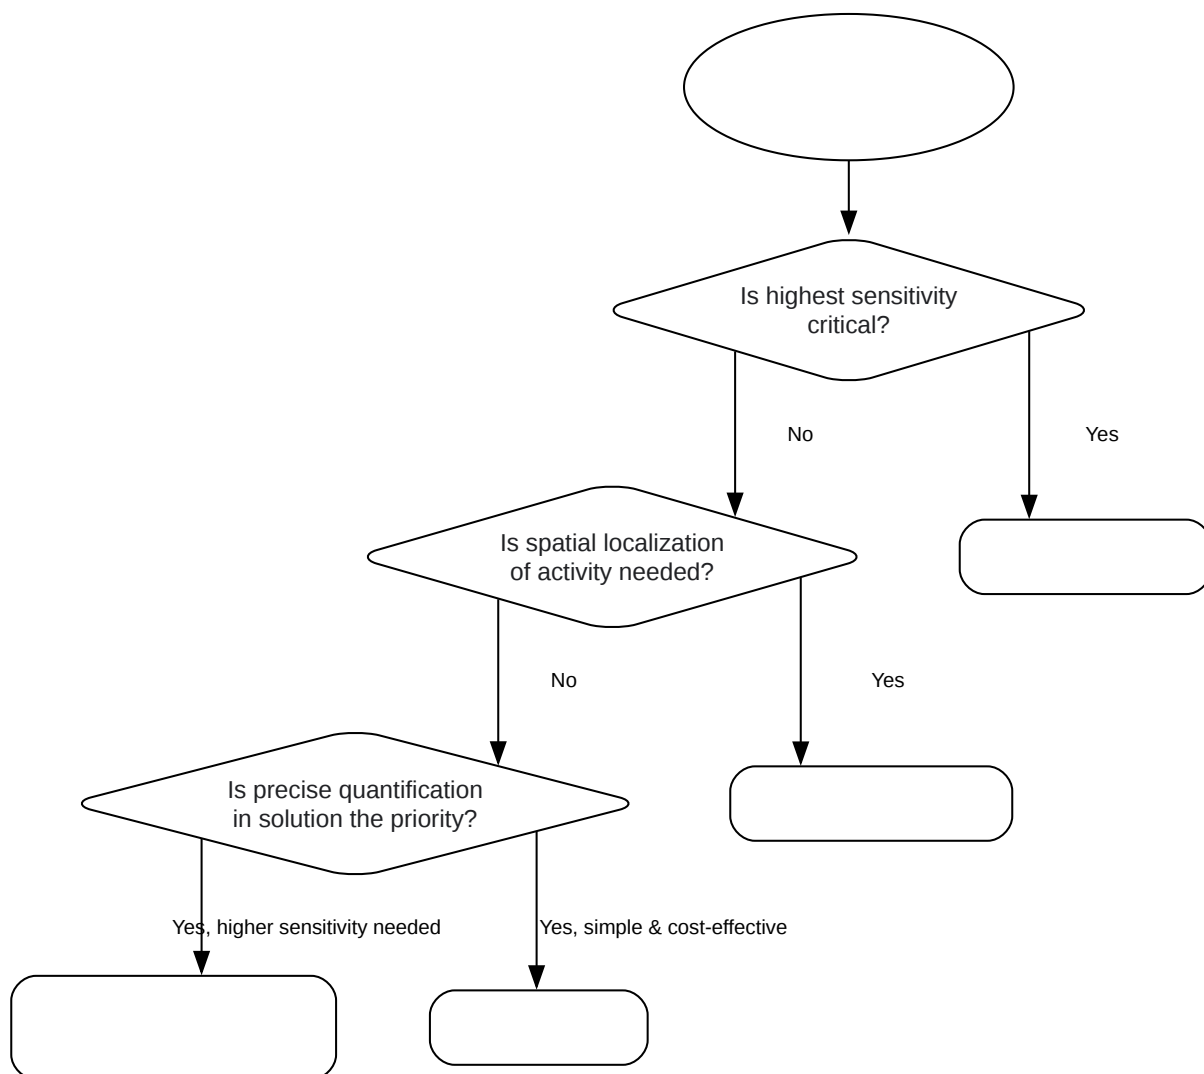 Is highest sensitivity
critical?
No
Yes
Is spatial localization
of activity needed?
No
Yes
Is precise quantification
in solution the priority?
Yes, higher sensitivity needed
Yes, simple & cost-effective